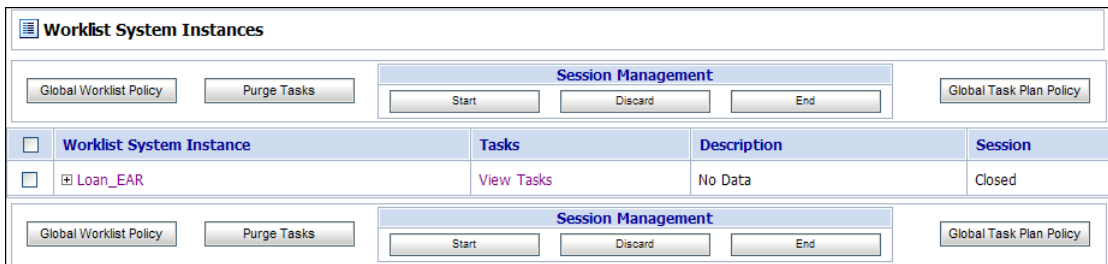 Worklist System Instances
Session Management
Global Worklist Policy Purge Tasks Start Discard End Global Task Plan Policy
Worklist System Instance Tasks Description Session
Loan_EAR View Tasks No Data Closed
Session Management
Global Worklist Policy Purge Tasks Start Discard End Global Task Plan Policy